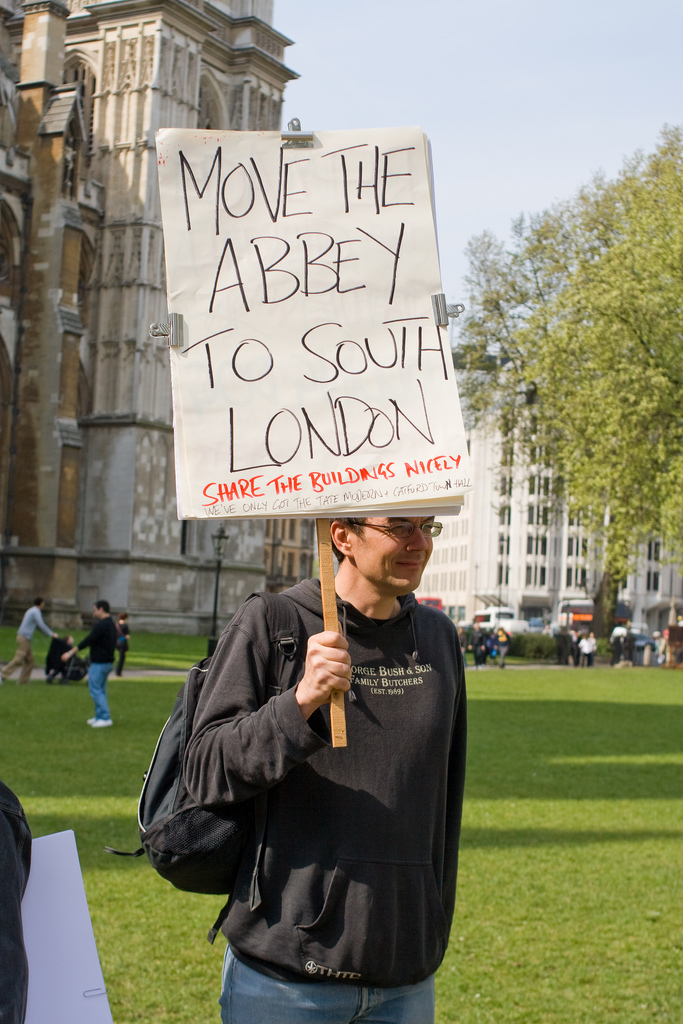 MOVE THE
ABBEY
TO SOUTH
LONDON
SHARE THE BUILDINGS NICELY
WE'VE ONLY GOT THE TATE MODERN + CATFORD TOWN HALL
ORGE BUSH & SON
FAMILY BUTCHERS
(EST. 1989)
THTC